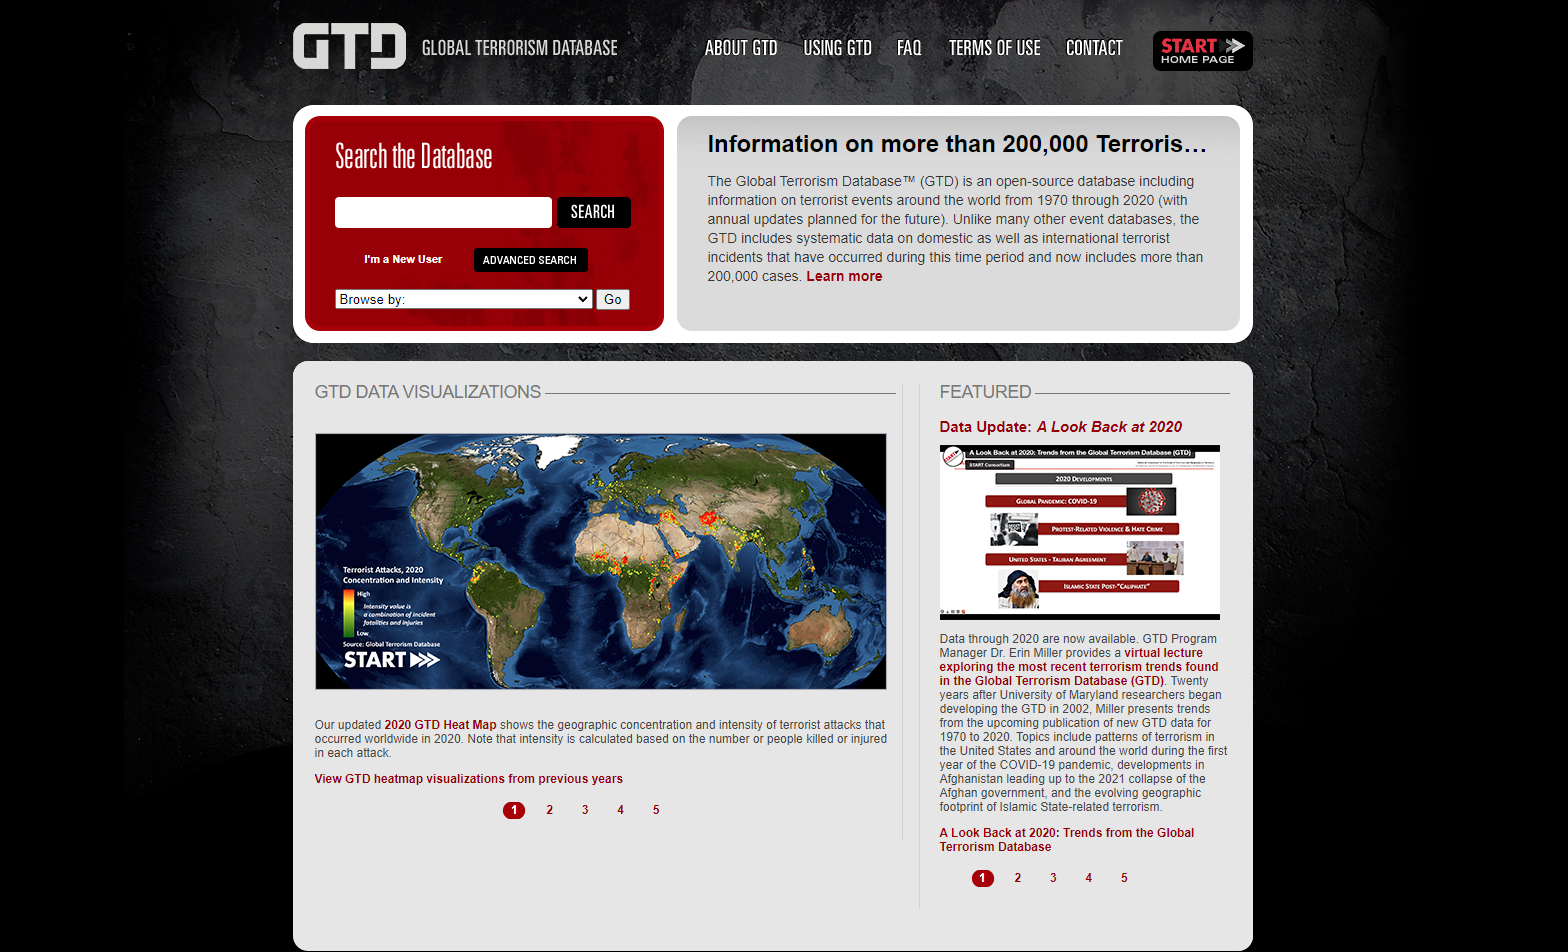 GTD GLOBAL TERRORISM DATABASE
ABOUT GTD
USING GTD
FAQ
TERMS OF USE
CONTACT
START
HOME PAGE
Search the Database
SEARCH
I'm a New User
ADVANCED SEARCH
Browse by:
Go
Information on more than 200,000 Terroris…
The Global Terrorism Database™ (GTD) is an open-source database including
information on terrorist events around the world from 1970 through 2020 (with
annual updates planned for the future). Unlike many other event databases, the
GTD includes systematic data on domestic as well as international terrorist
incidents that have occurred during this time period and now includes more than
200,000 cases. Learn more
GTD DATA VISUALIZATIONS
Terrorist Attacks, 2020
Concentration and Intensity
High
Intensity value is
a combination of incident
fatalities and injuries
Low
Source: Global Terrorism Database
START
Our updated 2020 GTD Heat Map shows the geographic concentration and intensity of terrorist attacks that
occurred worldwide in 2020. Note that intensity is calculated based on the number or people killed or injured
in each attack.
View GTD heatmap visualizations from previous years
1 2 3 4 5
FEATURED
Data Update: A Look Back at 2020
A Look Back at 2020: Trends from the Global Terrorism Database (GTD)
START Consortium
2020 DEVELOPMENTS
GLOBAL PANDEMIC: COVID-19
PROTEST-RELATED VIOLENCE & HATE CRIME
UNITED STATES - TALIBAN AGREEMENT
ISLAMIC STATE POST-"CALIPHATE"
Data through 2020 are now available. GTD Program
Manager Dr. Erin Miller provides a virtual lecture
exploring the most recent terrorism trends found
in the Global Terrorism Database (GTD). Twenty
years after University of Maryland researchers began
developing the GTD in 2002, Miller presents trends
from the upcoming publication of new GTD data for
1970 to 2020. Topics include patterns of terrorism in
the United States and around the world during the first
year of the COVID-19 pandemic, developments in
Afghanistan leading up to the 2021 collapse of the
Afghan government, and the evolving geographic
footprint of Islamic State-related terrorism.
A Look Back at 2020: Trends from the Global
Terrorism Database
1 2 3 4 5